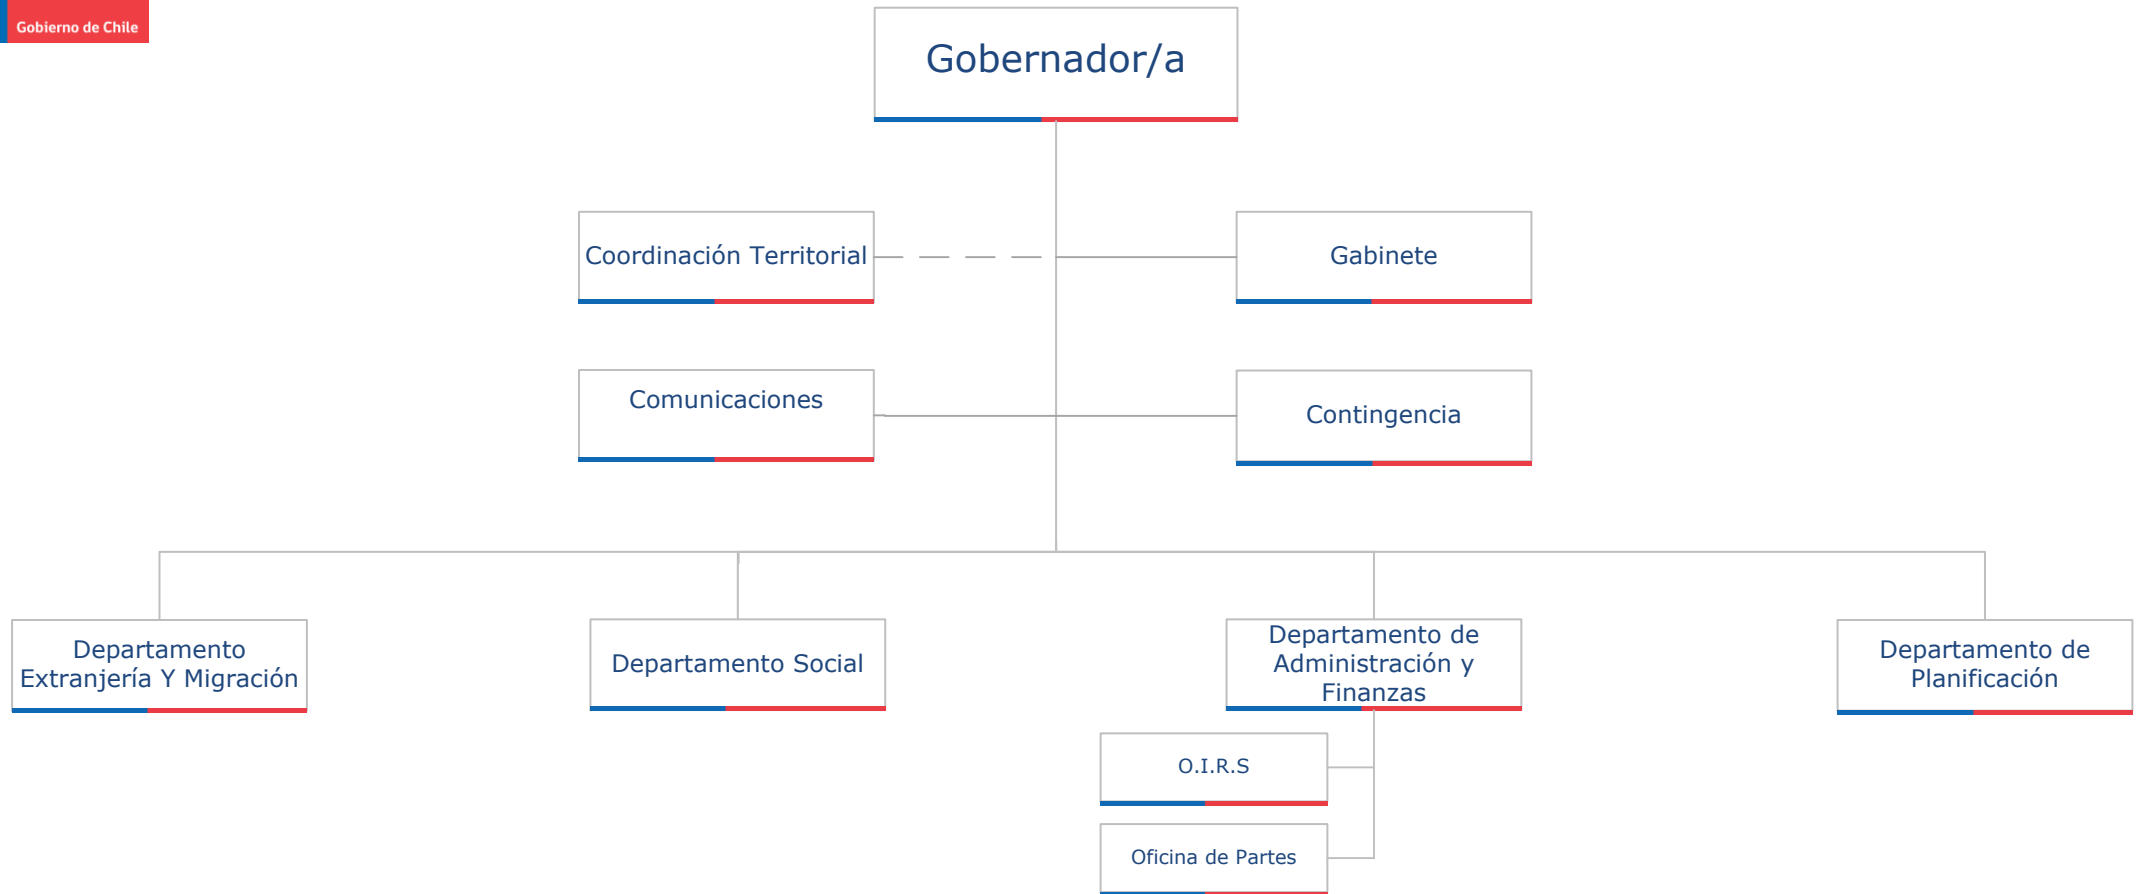 Gobierno de Chile
Gobernador/a
Coordinación Territorial
Gabinete
Comunicaciones
Contingencia
Departamento
Extranjería Y Migración
Departamento Social
Departamento de
Administración y
Finanzas
Departamento de
Planificación
O.I.R.S
Oficina de Partes